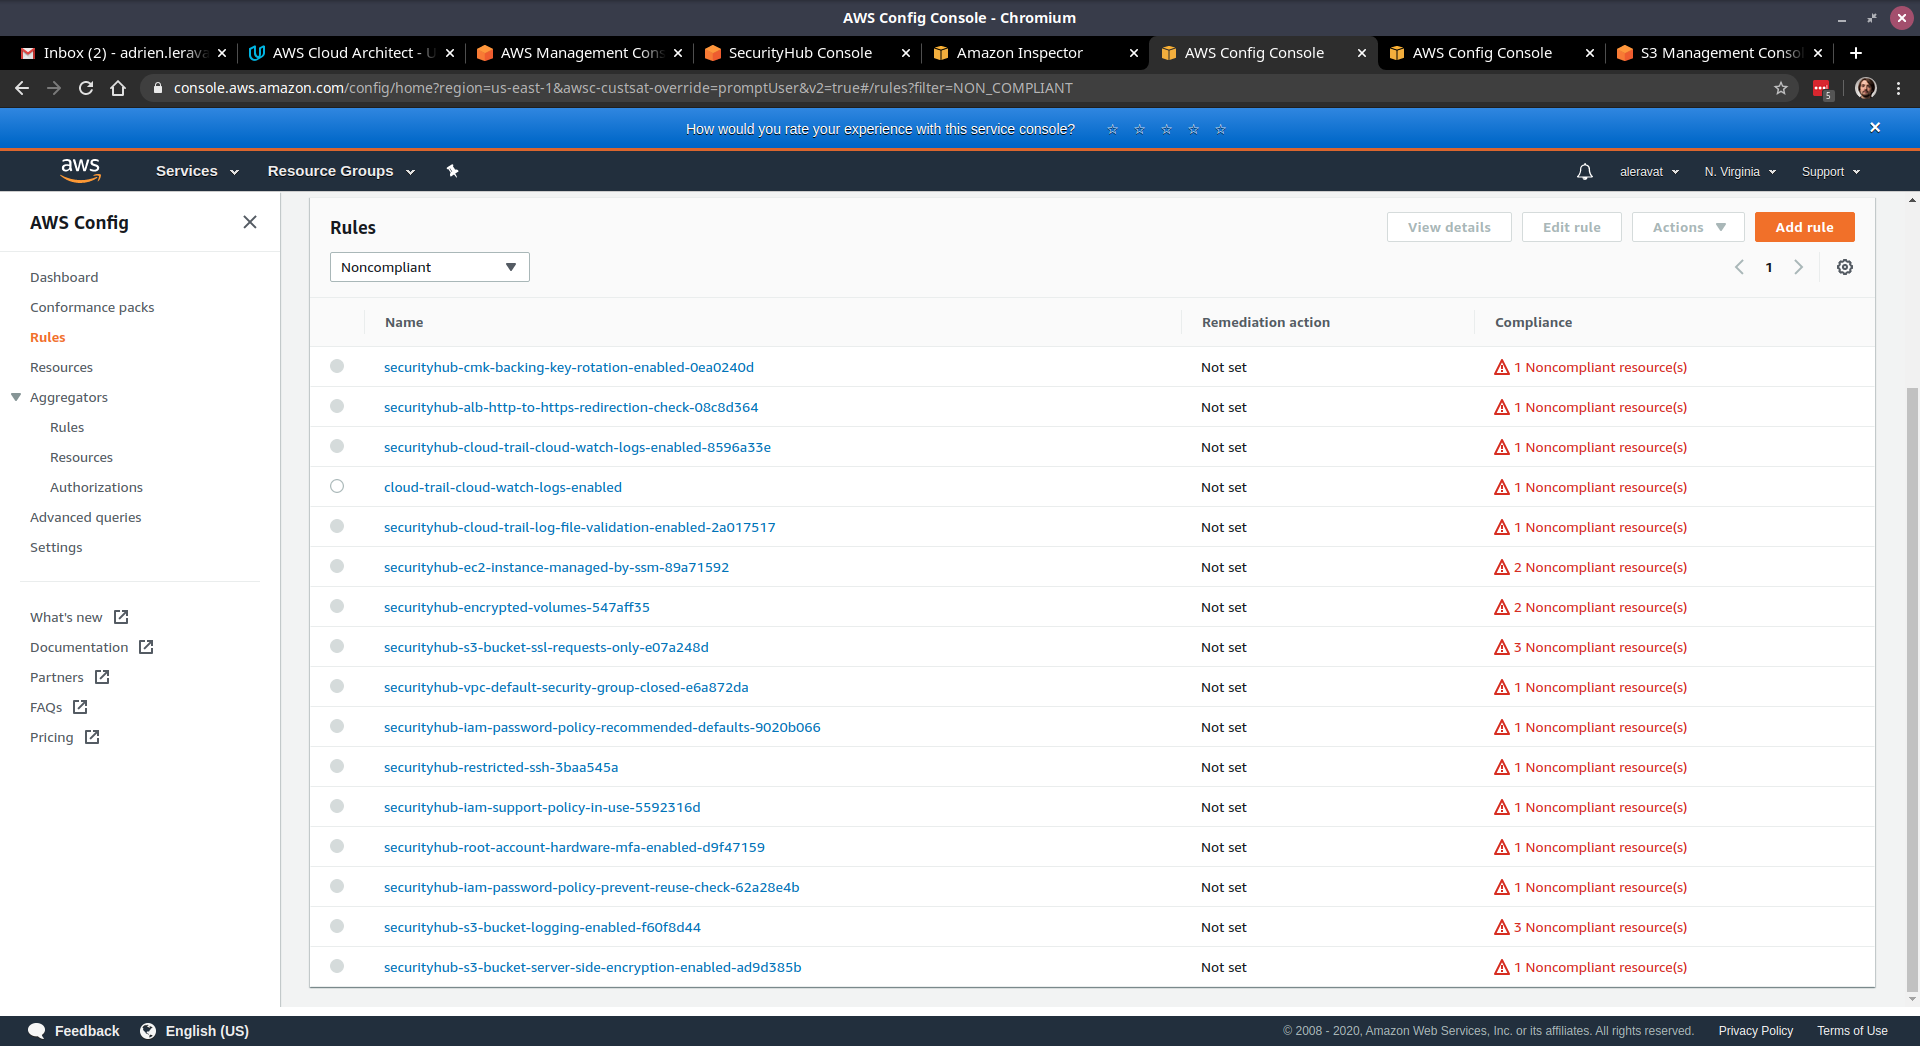 AWS Config Console - Chromium
Inbox (2) - adrien.lerava
AWS Cloud Architect - U
AWS Management Cons
SecurityHub Console
Amazon Inspector
AWS Config Console
AWS Config Console
S3 Management Consol
console.aws.amazon.com/config/home?region=us-east-1&awsc-custsat-override=promptUser&v2=true#/rules?filter=NON_COMPLIANT
5
How would you rate your experience with this service console?
aws
Services
Resource Groups
aleravat
N. Virginia
Support
AWS Config
Dashboard
Conformance packs
Rules
Resources
Aggregators
Rules
Resources
Authorizations
Advanced queries
Settings
What's new
Documentation
Partners
FAQs
Pricing
Rules
View details
Edit rule
Actions
Add rule
Noncompliant
1
Name Remediation action Compliance
securityhub-cmk-backing-key-rotation-enabled-0ea0240d Not set 1 Noncompliant resource(s)
securityhub-alb-http-to-https-redirection-check-08c8d364 Not set 1 Noncompliant resource(s)
securityhub-cloud-trail-cloud-watch-logs-enabled-8596a33e Not set 1 Noncompliant resource(s)
cloud-trail-cloud-watch-logs-enabled Not set 1 Noncompliant resource(s)
securityhub-cloud-trail-log-file-validation-enabled-2a017517 Not set 1 Noncompliant resource(s)
securityhub-ec2-instance-managed-by-ssm-89a71592 Not set 2 Noncompliant resource(s)
securityhub-encrypted-volumes-547aff35 Not set 2 Noncompliant resource(s)
securityhub-s3-bucket-ssl-requests-only-e07a248d Not set 3 Noncompliant resource(s)
securityhub-vpc-default-security-group-closed-e6a872da Not set 1 Noncompliant resource(s)
securityhub-iam-password-policy-recommended-defaults-9020b066 Not set 1 Noncompliant resource(s)
securityhub-restricted-ssh-3baa545a Not set 1 Noncompliant resource(s)
securityhub-iam-support-policy-in-use-5592316d Not set 1 Noncompliant resource(s)
securityhub-root-account-hardware-mfa-enabled-d9f47159 Not set 1 Noncompliant resource(s)
securityhub-iam-password-policy-prevent-reuse-check-62a28e4b Not set 1 Noncompliant resource(s)
securityhub-s3-bucket-logging-enabled-f60f8d44 Not set 3 Noncompliant resource(s)
securityhub-s3-bucket-server-side-encryption-enabled-ad9d385b Not set 1 Noncompliant resource(s)
Feedback
English (US)
© 2008 - 2020, Amazon Web Services, Inc. or its affiliates. All rights reserved.
Privacy Policy
Terms of Use